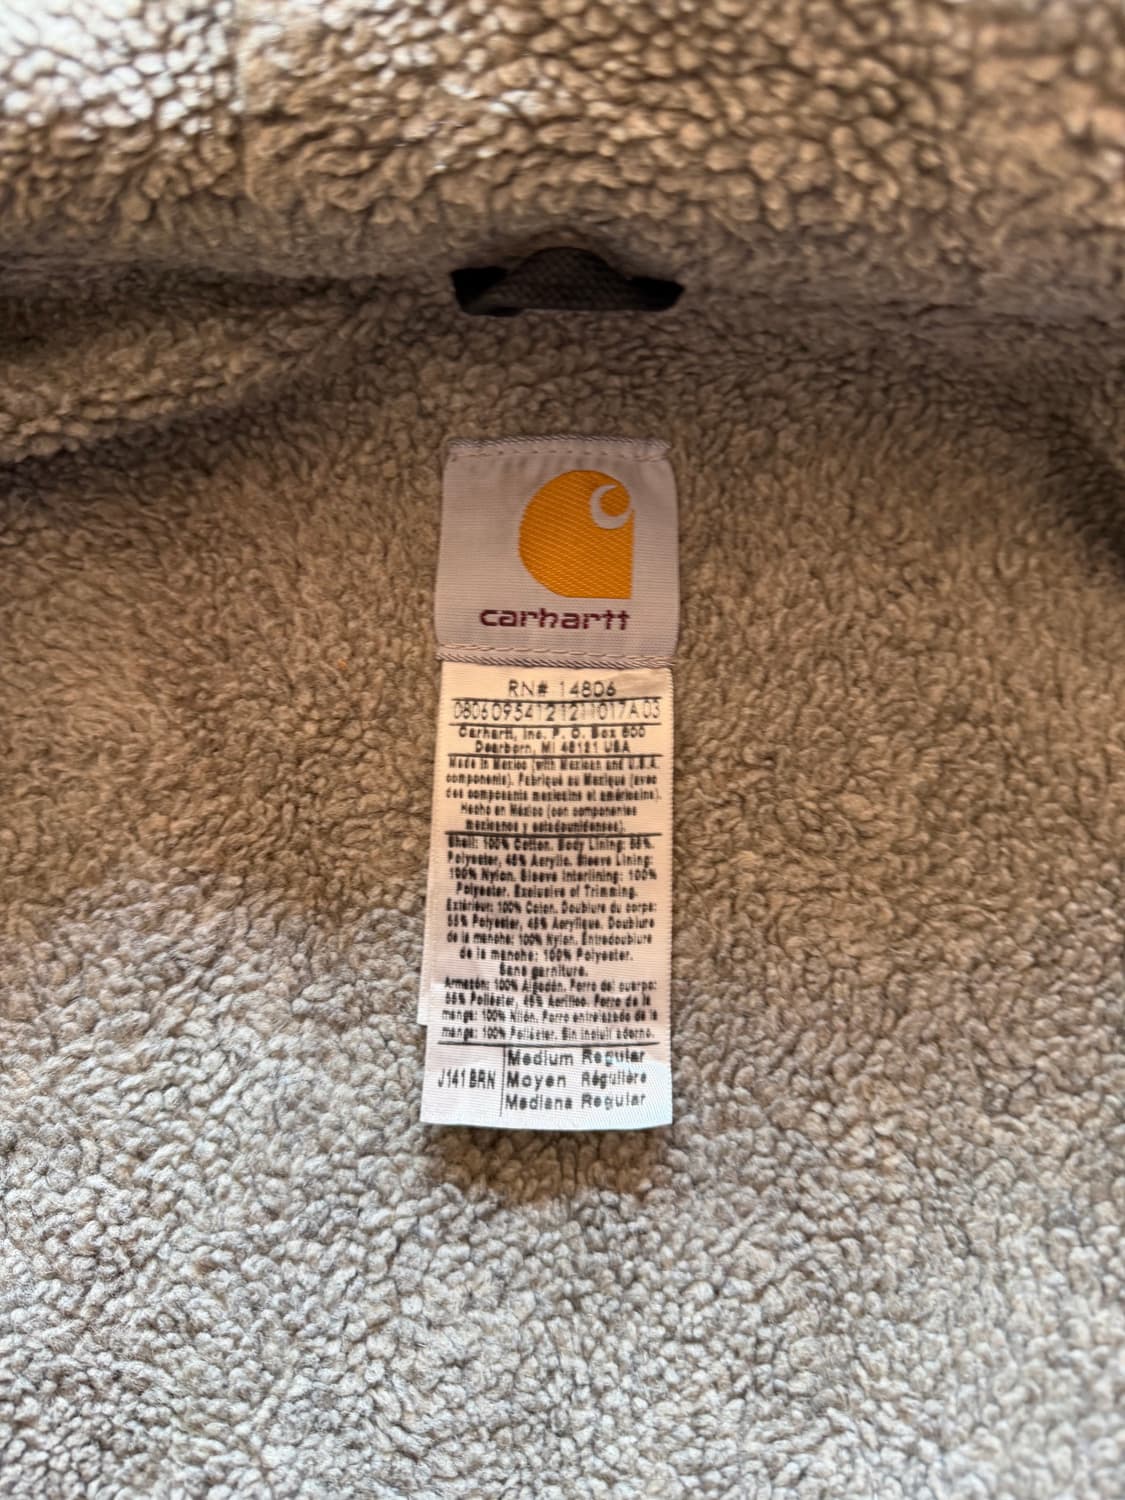 carhartt
RN# 14806
08060954121211017A 03
Carhartt, Inc. P. O. Box 600
Dearborn, MI 48121 USA
Made in Mexico (with Mexican and U.S.A.
components). Fabriqué au Mexique (avec
des composants mexicains et américains).
Hecho en México (con componentes
mexicanos y estadounidenses).
Shell: 100% Cotton. Body Lining: 55%
Polyester, 45% Acrylic. Sleeve Lining:
100% Nylon. Sleeve Interlining: 100%
Polyester. Exclusive of Trimming.
Extérieur: 100% Coton. Doublure du corps:
55% Polyester, 45% Acrylique. Doublure
de la manche: 100% Nylon. Entredoublure
de la manche: 100% Polyester.
Sans garniture.
Armazón: 100% Algodón. Forro del cuerpo:
55% Poliéster, 45% Acrílico. Forro de la
manga: 100% Nilón. Forro entrelazado de la
manga: 100% Poliéster. Sin incluir adorno.
J141 BRN
Medium Regular
Moyen Régulière
Mediana Regular